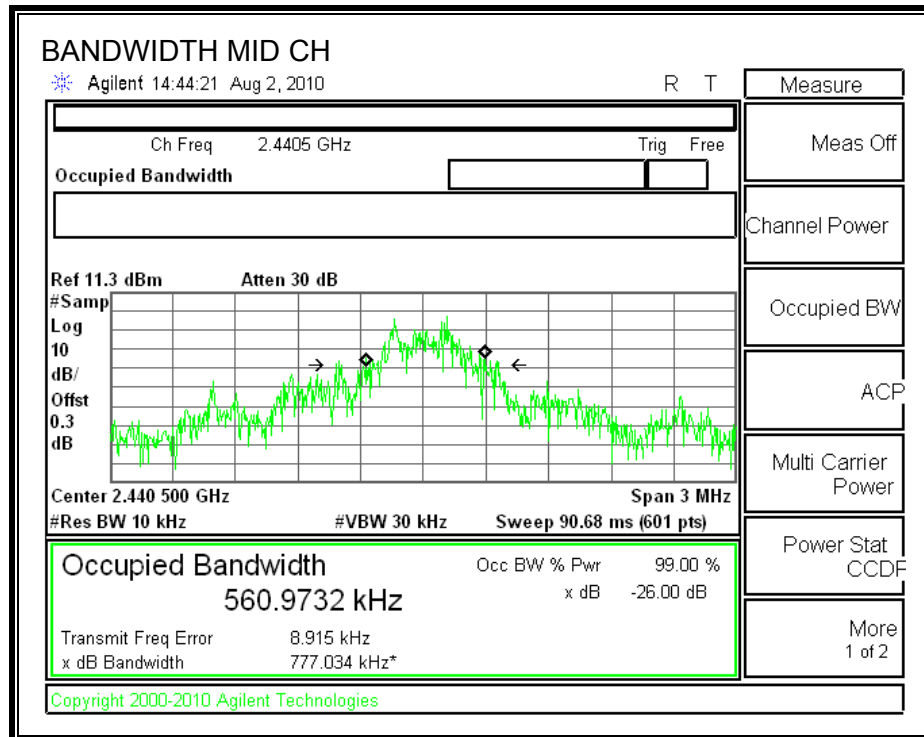 BANDWIDTH MID CH
Agilent 14:44:21 Aug 2, 2010 R T
Measure
Ch Freq 2.4405 GHz Trig Free
Meas Off
Occupied Bandwidth
Channel Power
Ref 11.3 dBm Atten 30 dB
#Samp
Log
10
dB/
Offst
0.3
dB
Occupied BW
ACP
Multi Carrier
Power
Center 2.440 500 GHz Span 3 MHz
#Res BW 10 kHz #VBW 30 kHz Sweep 90.68 ms (601 pts)
Occupied Bandwidth Occ BW % Pwr 99.00 %
560.9732 kHz x dB -26.00 dB
Power Stat
CCDF
Transmit Freq Error 8.915 kHz
x dB Bandwidth 777.034 kHz*
More
1 of 2
Copyright 2000-2010 Agilent Technologies